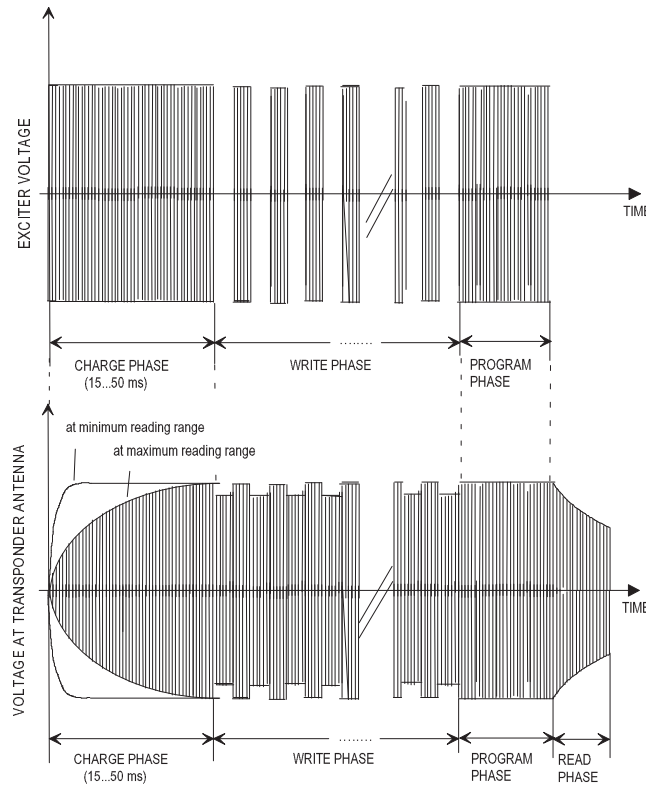 EXCITER VOLTAGE
TIME
CHARGE PHASE
(15...50 ms)
WRITE PHASE
PROGRAM
PHASE
at minimum reading range
at maximum reading range
VOLTAGE AT TRANSPONDER ANTENNA
TIME
CHARGE PHASE
(15...50 ms)
WRITE PHASE
PROGRAM
PHASE
READ
PHASE